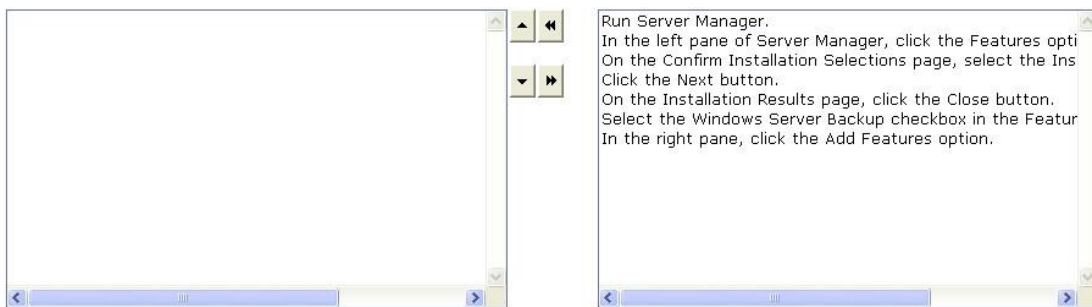 Run Server Manager.
In the left pane of Server Manager, click the Features opti
On the Confirm Installation Selections page, select the Ins
Click the Next button.
On the Installation Results page, click the Close button.
Select the Windows Server Backup checkbox in the Featur
In the right pane, click the Add Features option.